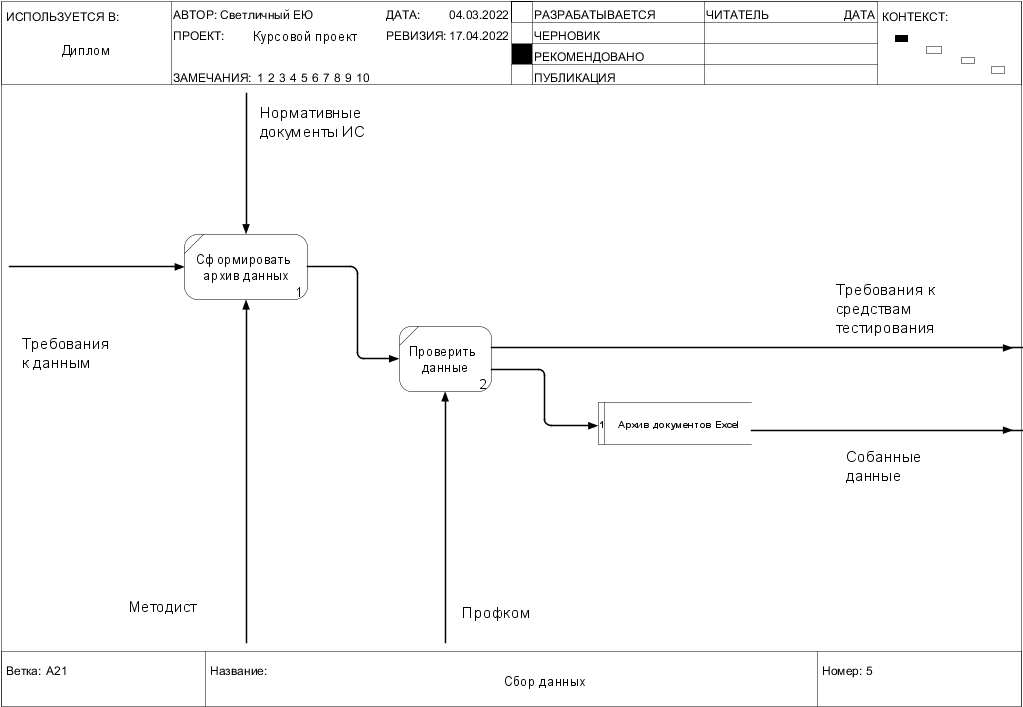 ИСПОЛЬЗУЕТСЯ В:
Диплом
АВТОР: Светличный ЕЮ
ДАТА: 04.03.2022
ПРОЕКТ: Курсовой проект
РЕВИЗИЯ: 17.04.2022
ЗАМЕЧАНИЯ: 1 2 3 4 5 6 7 8 9 10
РАЗРАБАТЫВАЕТСЯ
ЧЕРНОВИК
РЕКОМЕНДОВАНО
ПУБЛИКАЦИЯ
ЧИТАТЕЛЬ ДАТА
КОНТЕКСТ:
Нормативные
документы ИС
Сформировать
архив данных
1
Требования
к данным
Проверить
данные
2
Требования к
средствам
тестирования
1 Архив документов Excel
Собанные
данные
Методист
Профком
Ветка: A21
Название:
Сбор данных
Номер: 5